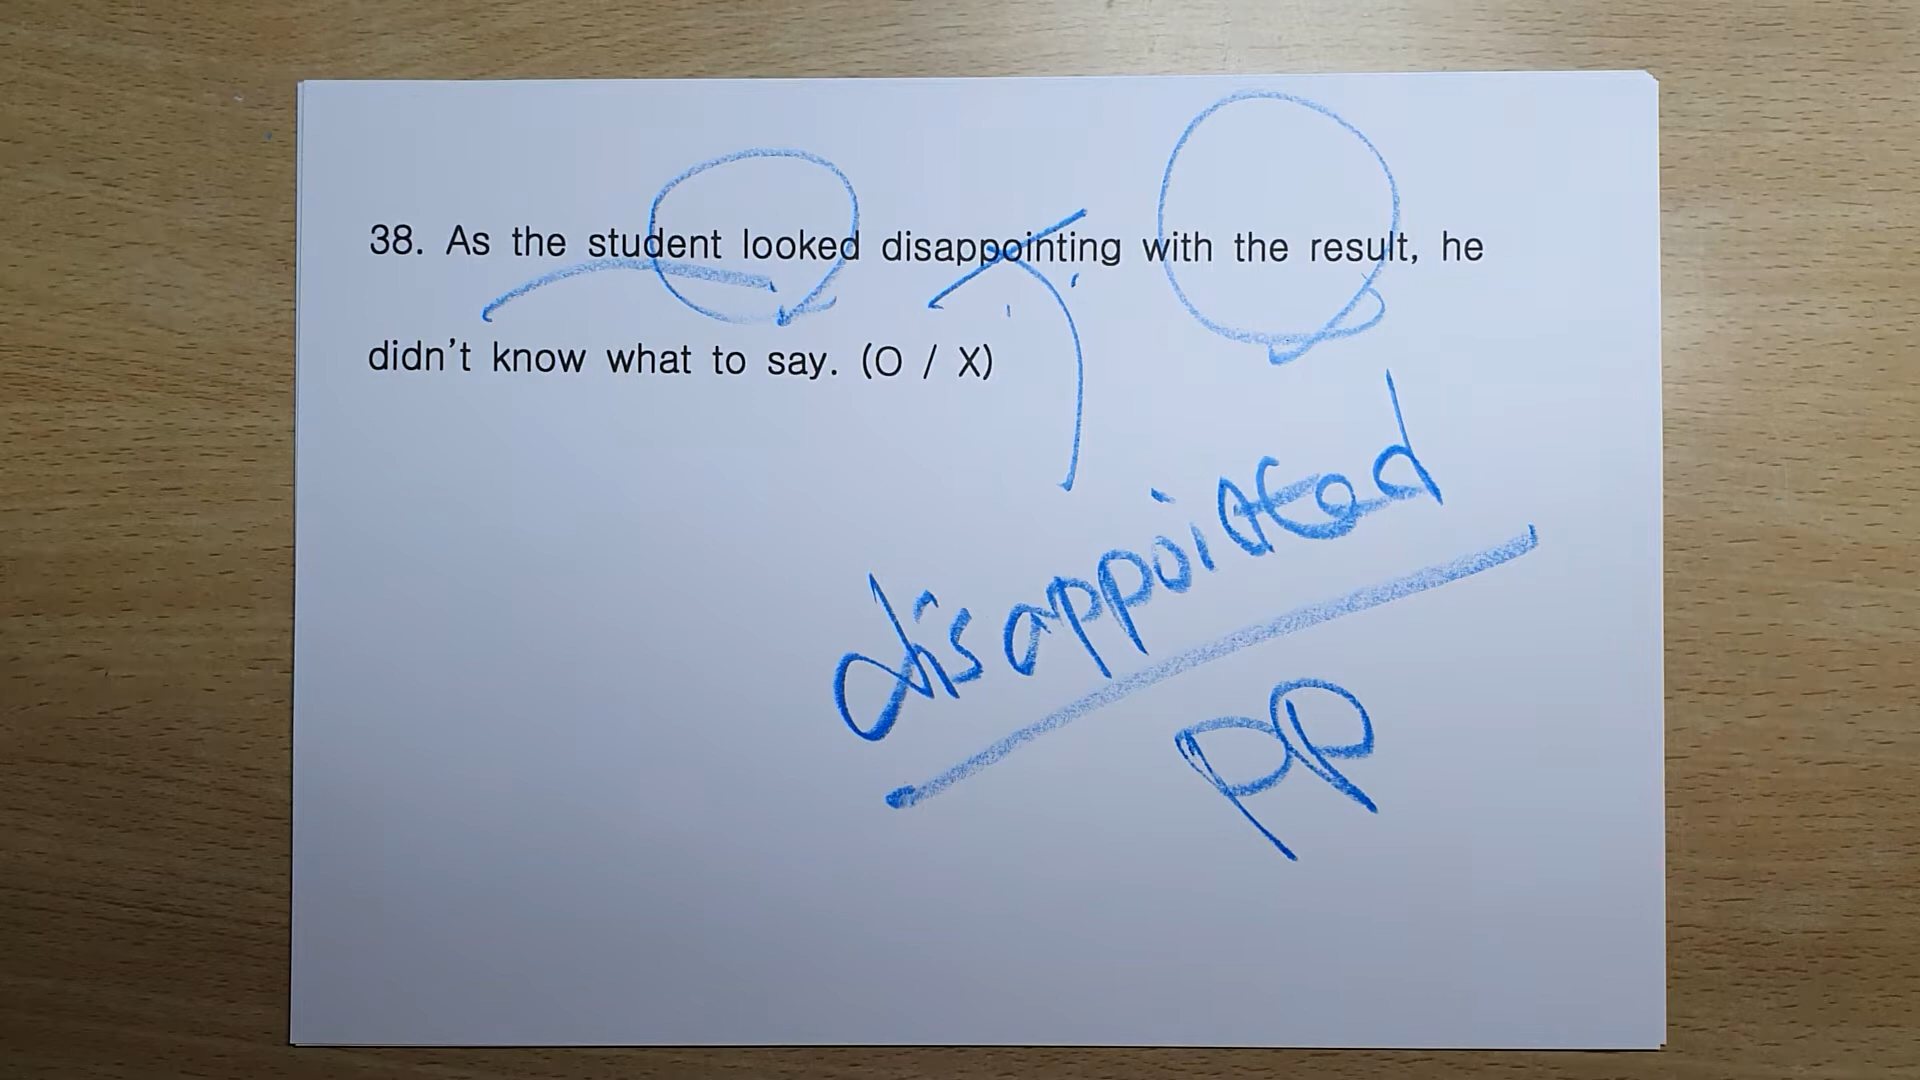 38. As the student looked disappointing with the result, he
didn't know what to say. (O / X)
disappointed
PP